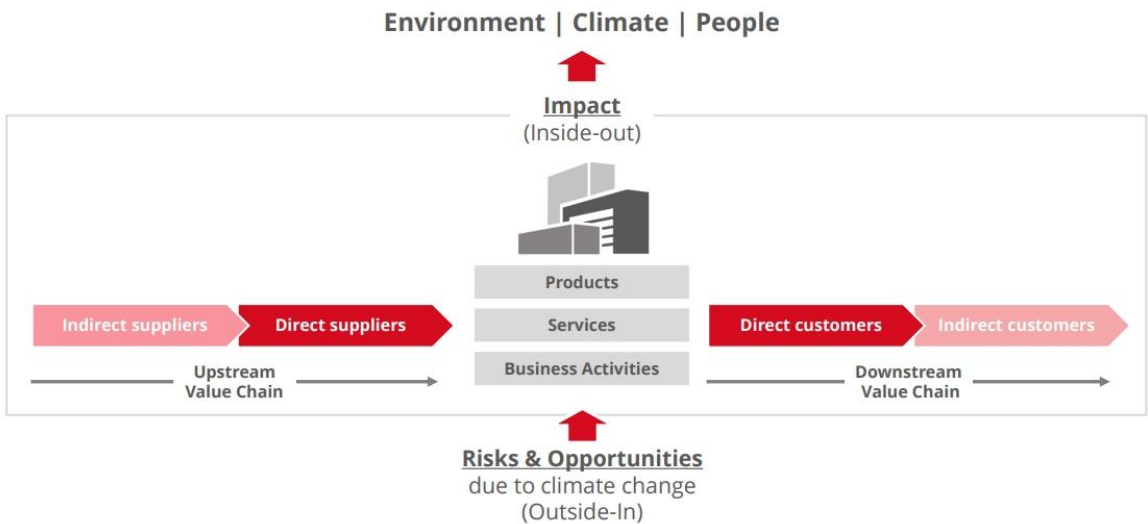 Environment | Climate | People
Impact
(Inside-out)
Products
Indirect suppliers
Direct suppliers
Services
Direct customers
Indirect customers
Business Activities
Upstream
Value Chain
Downstream
Value Chain
Risks & Opportunities
due to climate change
(Outside-In)